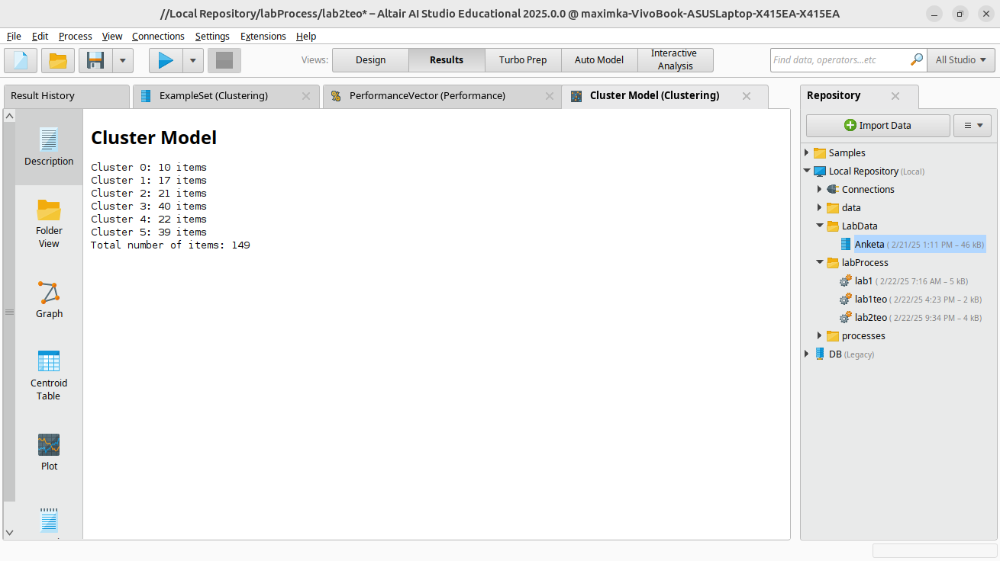 //Local Repository/labProcess/lab2teo* – Altair AI Studio Educational 2025.0.0 @ maximka-VivoBook-ASUSLaptop-X415EA-X415EA
File Edit Process View Connections Settings Extensions Help
Views: Design Results Turbo Prep Auto Model Interactive Analysis
Find data, operators...etc
All Studio
Result History
ExampleSet (Clustering)
PerformanceVector (Performance)
Cluster Model (Clustering)
Repository
Description
Folder
View
Graph
Centroid
Table
Plot
Cluster Model
Cluster 0: 10 items
Cluster 1: 17 items
Cluster 2: 21 items
Cluster 3: 40 items
Cluster 4: 22 items
Cluster 5: 39 items
Total number of items: 149
Import Data
Samples
Local Repository (Local)
Connections
data
LabData
Anketa ( 2/21/25 1:11 PM – 46 kB)
labProcess
lab1 ( 2/22/25 7:16 AM – 5 kB)
lab1teo ( 2/22/25 4:23 PM – 2 kB)
lab2teo ( 2/22/25 9:34 PM – 4 kB)
processes
DB (Legacy)